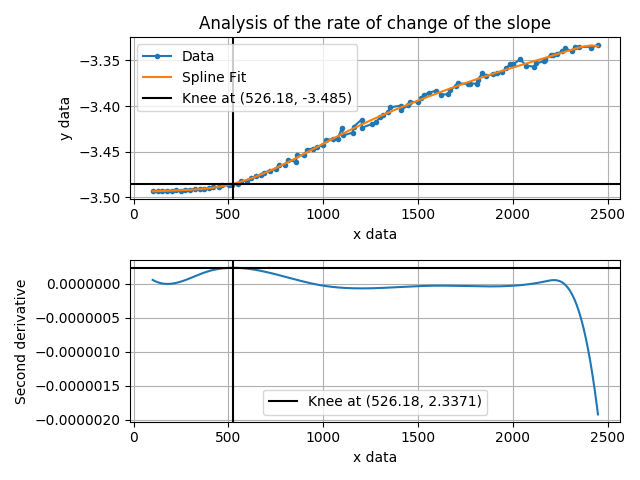 Analysis of the rate of change of the slope
Data
Spline Fit
Knee at (526.18, -3.485)
y data
−3.35
−3.40
−3.45
−3.50
0
500
1000
1500
2000
2500
x data
Second derivative
0.0000000
−0.0000005
−0.0000010
−0.0000015
−0.0000020
Knee at (526.18, 2.3371)
0
500
1000
1500
2000
2500
x data